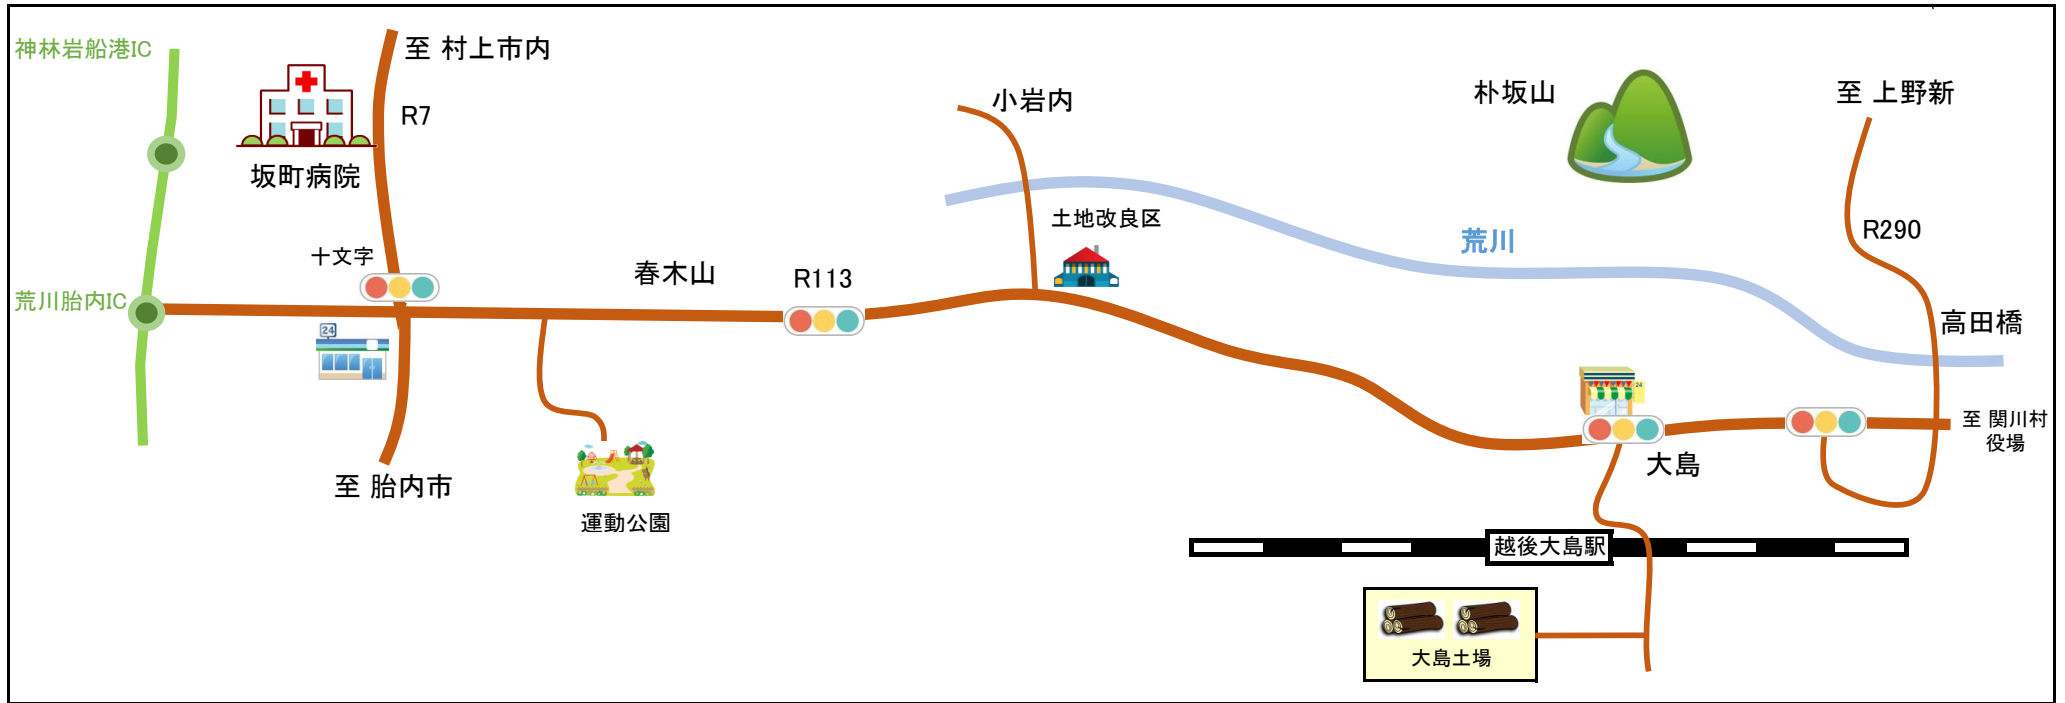 神林岩船港IC
至 村上市内
R7
坂町病院
小岩内
朴坂山
至 上野新
十文字
春木山
R113
土地改良区
荒川
R290
荒川胎内IC
24
高田橋
24
至 関川村
役場
至 胎内市
大島
運動公園
越後大島駅
大島土場